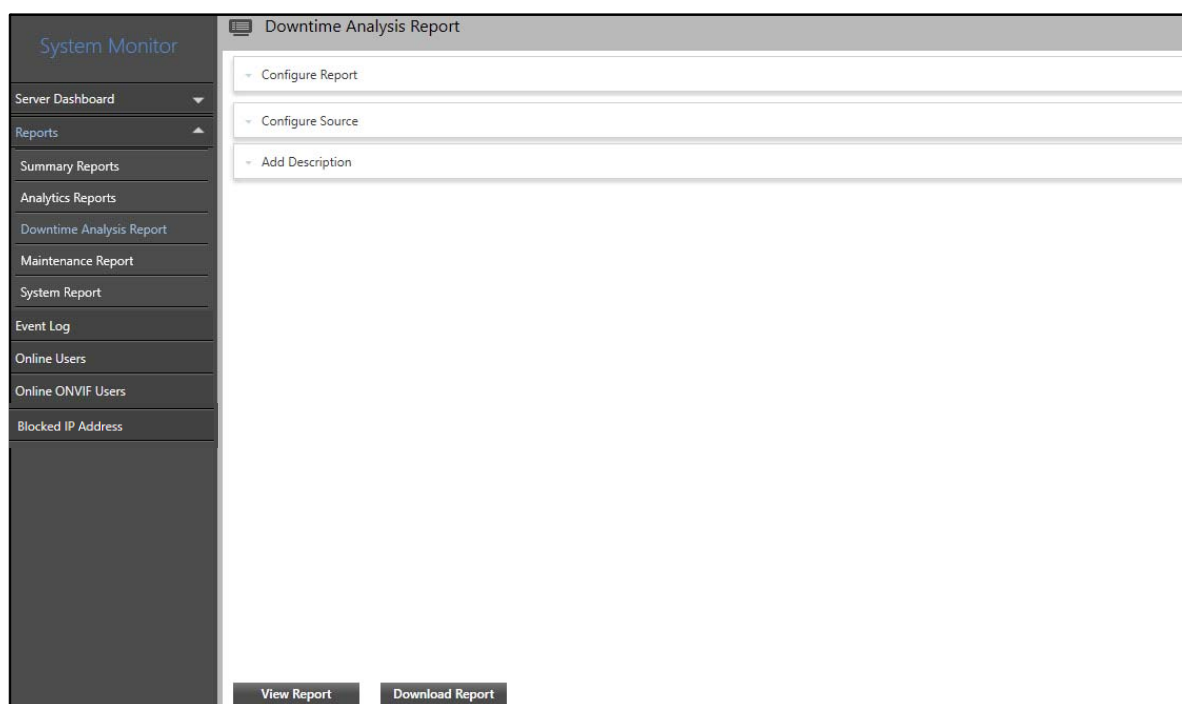 System Monitor
Server Dashboard
Reports
Summary Reports
Analytics Reports
Downtime Analysis Report
Maintenance Report
System Report
Event Log
Online Users
Online ONVIF Users
Blocked IP Address
Downtime Analysis Report
Configure Report
Configure Source
Add Description
View Report
Download Report